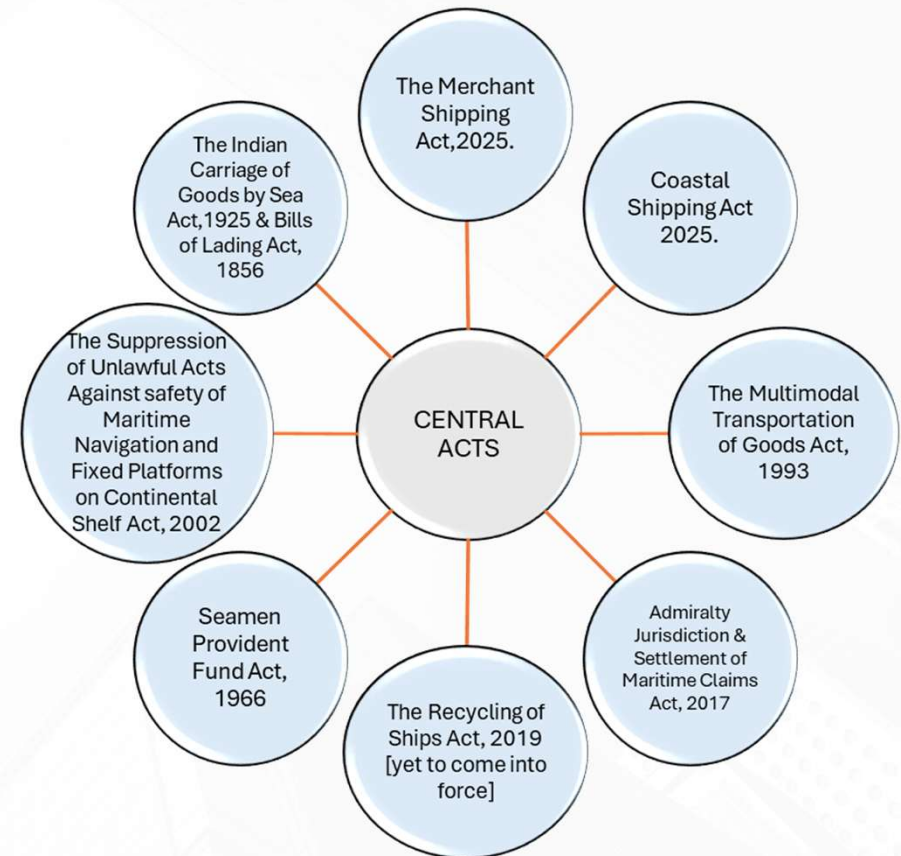 The Merchant
Shipping
Act,2025.
Coastal
Shipping Act
2025.
The Multimodal
Transportation
of Goods Act,
1993
Admiralty
Jurisdiction &
Settlement of
Maritime Claims
Act, 2017
The Recycling of
Ships Act, 2019
[yet to come into
force]
Seamen
Provident
Fund Act,
1966
The Suppression
of Unlawful Acts
Against safety of
Maritime
Navigation and
Fixed Platforms
on Continental
Shelf Act, 2002
The Indian
Carriage of
Goods by Sea
Act,1925 & Bills
of Lading Act,
1856
CENTRAL
ACTS